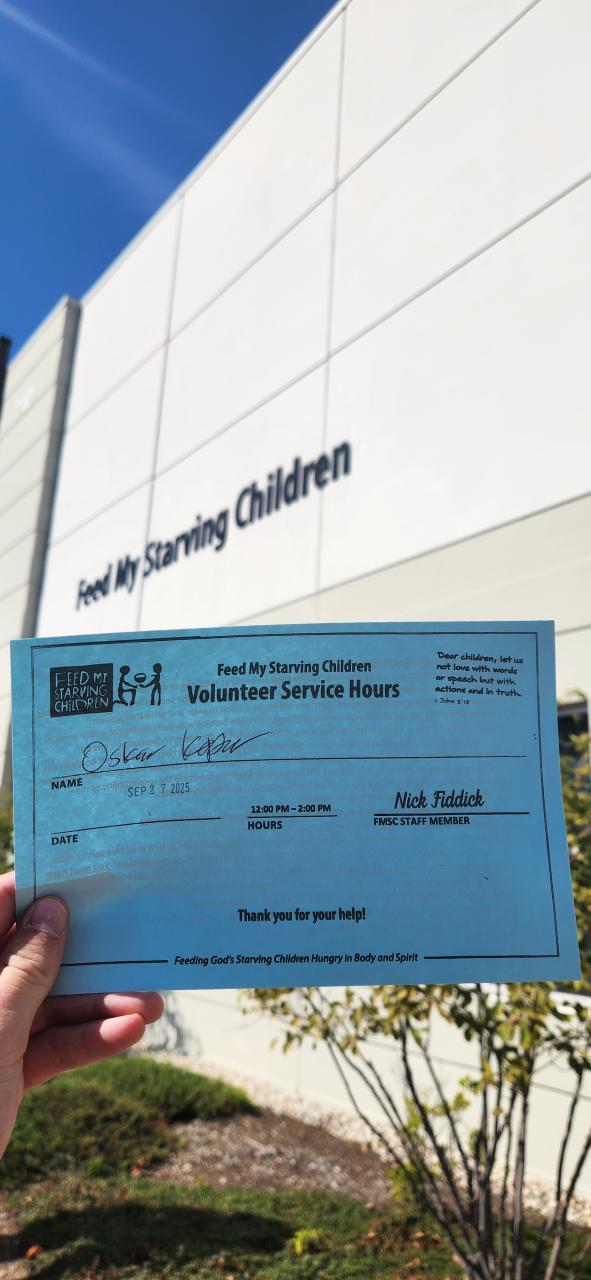 Feed My Starving Children
FEED MY
STARVING
CHILDREN
Feed My Starving Children
Volunteer Service Hours
"Dear children, let us
not love with words
or speech but with
actions and in truth.
1 John 3:18
Oskar
NAME
SEP 27 2025
DATE
12:00 PM – 2:00 PM
HOURS
Nick Fiddick
FMSC STAFF MEMBER
Thank you for your help!
Feeding God's Starving Children Hungry in Body and Spirit